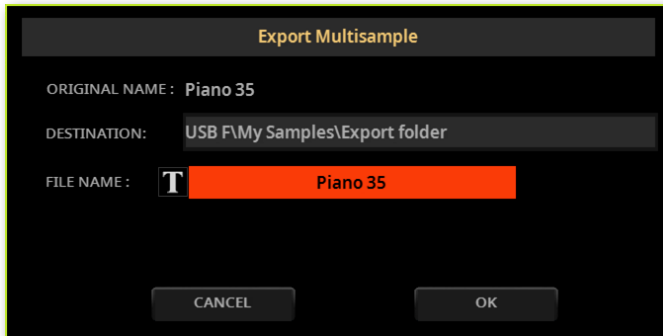 Export Multisample
ORIGINAL NAME : Piano 35
DESTINATION: USB F\My Samples\Export folder
FILE NAME : T Piano 35
CANCEL OK